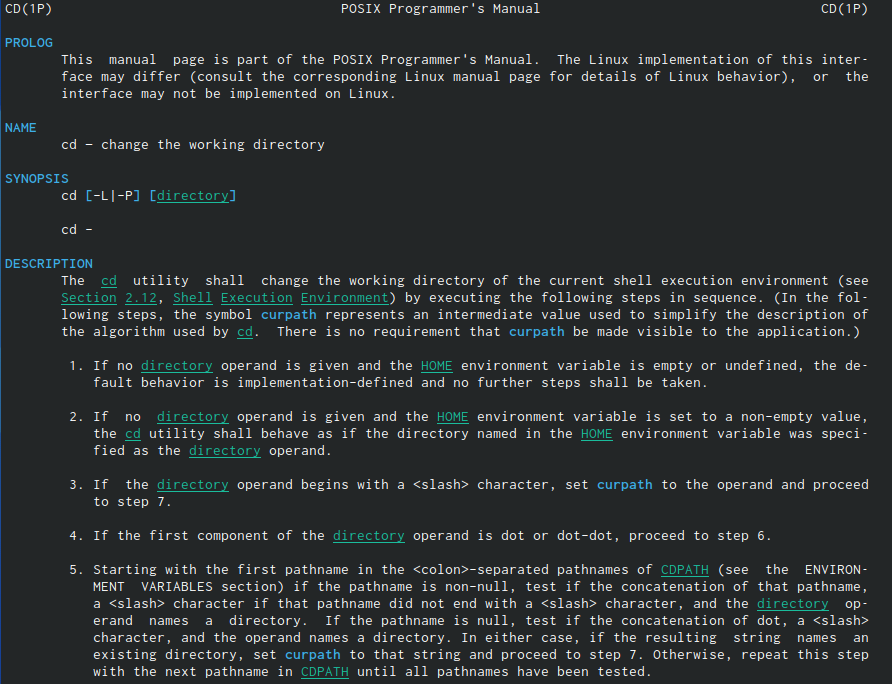 CD(1P) POSIX Programmer's Manual CD(1P)
PROLOG
This manual page is part of the POSIX Programmer's Manual. The Linux implementation of this inter-
face may differ (consult the corresponding Linux manual page for details of Linux behavior), or the
interface may not be implemented on Linux.
NAME
cd — change the working directory
SYNOPSIS
cd [-L|-P] [directory]
cd -
DESCRIPTION
The cd utility shall change the working directory of the current shell execution environment (see
Section 2.12, Shell Execution Environment) by executing the following steps in sequence. (In the fol-
lowing steps, the symbol curpath represents an intermediate value used to simplify the description of
the algorithm used by cd. There is no requirement that curpath be made visible to the application.)
1. If no directory operand is given and the HOME environment variable is empty or undefined, the de-
fault behavior is implementation-defined and no further steps shall be taken.
2. If no directory operand is given and the HOME environment variable is set to a non-empty value,
the cd utility shall behave as if the directory named in the HOME environment variable was speci-
fied as the directory operand.
3. If the directory operand begins with a <slash> character, set curpath to the operand and proceed
to step 7.
4. If the first component of the directory operand is dot or dot-dot, proceed to step 6.
5. Starting with the first pathname in the <colon>-separated pathnames of CDPATH (see the ENVIRON-
MENT VARIABLES section) if the pathname is non-null, test if the concatenation of that pathname,
a <slash> character if that pathname did not end with a <slash> character, and the directory op-
erand names a directory. If the pathname is null, test if the concatenation of dot, a <slash>
character, and the operand names a directory. In either case, if the resulting string names an
existing directory, set curpath to that string and proceed to step 7. Otherwise, repeat this step
with the next pathname in CDPATH until all pathnames have been tested.